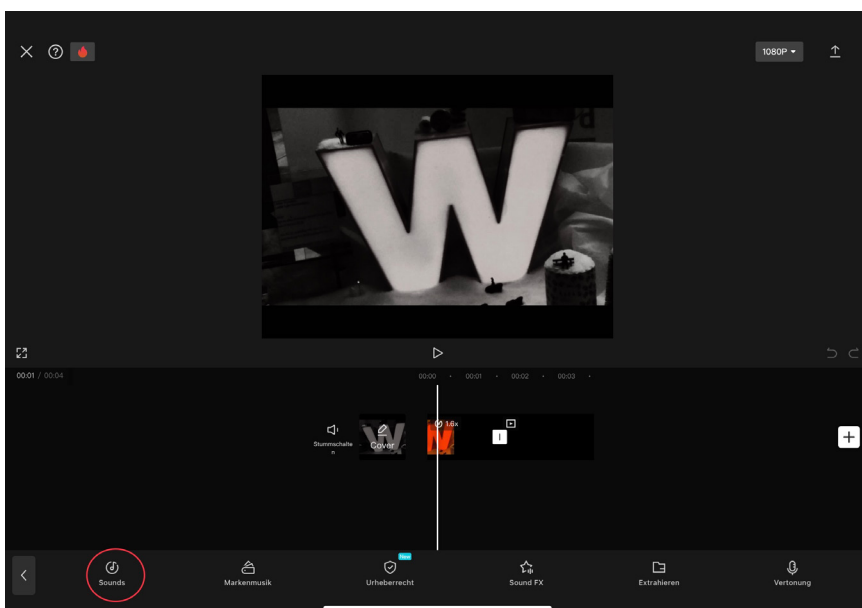 1080P
d
W
00:01 / 00:04
00:00
00:01
00:02
00:03
1.6x
Stummschalte
n
Cover
New
Sounds
Markenmusik
Urheberrecht
Sound FX
Extrahieren
Vertonung